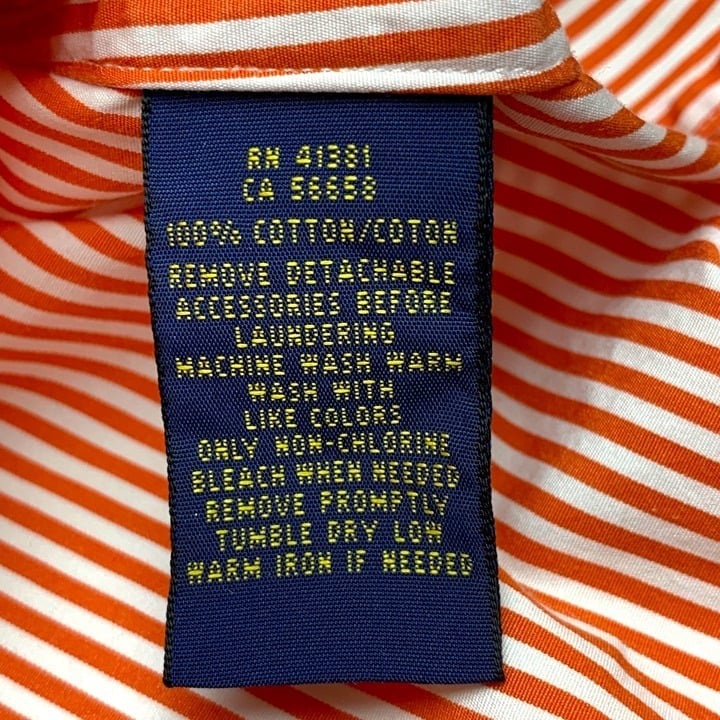 RN 41381
CA 56658
100% COTTON/COTON
REMOVE DETACHABLE
ACCESSORIES BEFORE
LAUNDERING
MACHINE WASH WARM
WASH WITH
LIKE COLORS
ONLY NON-CHLORINE
BLEACH WHEN NEEDED
REMOVE PROMPTLY
TUMBLE DRY LOW
WARM IRON IF NEEDED